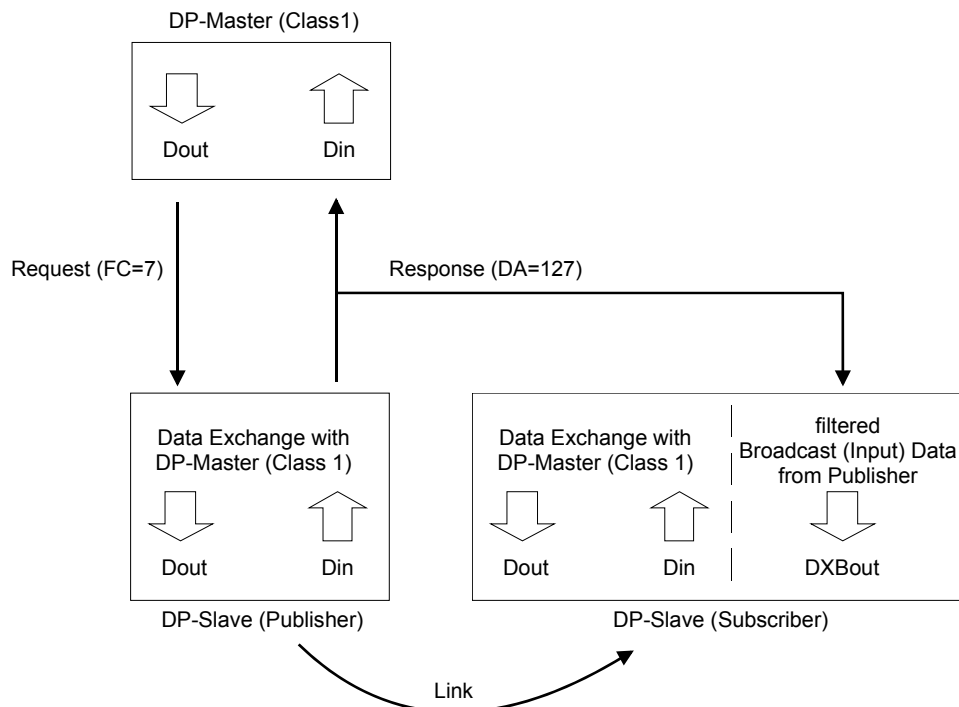 DP-Master (Class1)
Dout
Din
Request (FC=7)
Response (DA=127)
Data Exchange with
DP-Master (Class 1)
Dout
Din
DP-Slave (Publisher)
Data Exchange with
DP-Master (Class 1)
Dout
Din
filtered
Broadcast (Input) Data
from Publisher
DXBout
DP-Slave (Subscriber)
Link